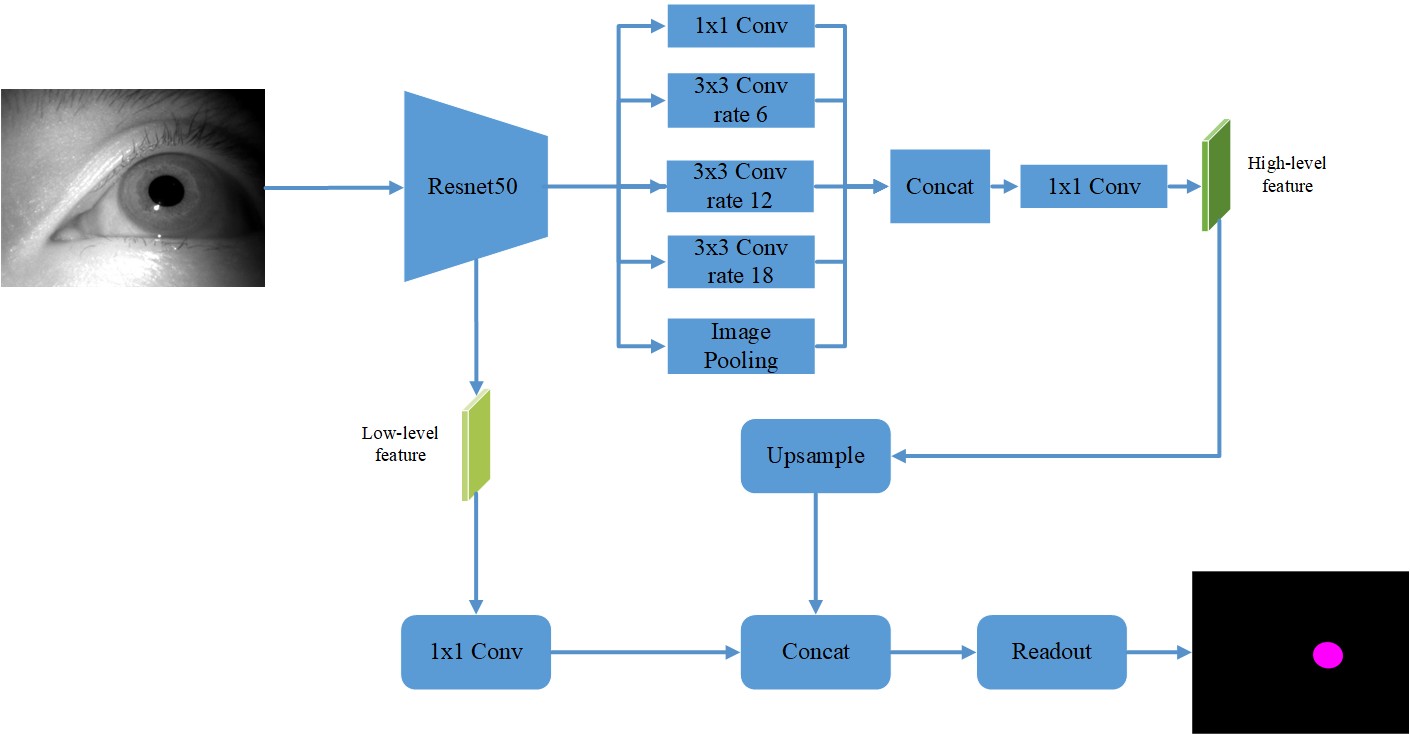 1x1 Conv
3x3 Conv
rate 6
Resnet50
3x3 Conv
rate 12
3x3 Conv
rate 18
Image
Pooling
Concat
1x1 Conv
High-level
feature
Low-level
feature
Upsample
1x1 Conv
Concat
Readout